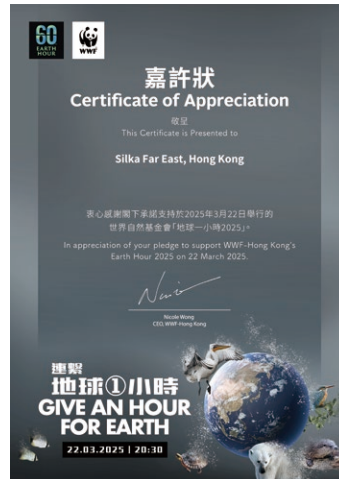 60
EARTH
HOUR
WWF
嘉許狀
Certificate of Appreciation
敬呈
This Certificate is Presented to
Silka Far East, Hong Kong
衷心感謝閣下承諾支持於2025年3月22日舉行的
世界自然基金會「地球一小時2025」。
In appreciation of your pledge to support WWF-Hong Kong's
Earth Hour 2025 on 22 March 2025.
Nicole Wong
CEO, WWF-Hong Kong
連繫
地球①小時
GIVE AN HOUR
FOR EARTH
22.03.2025 | 20:30